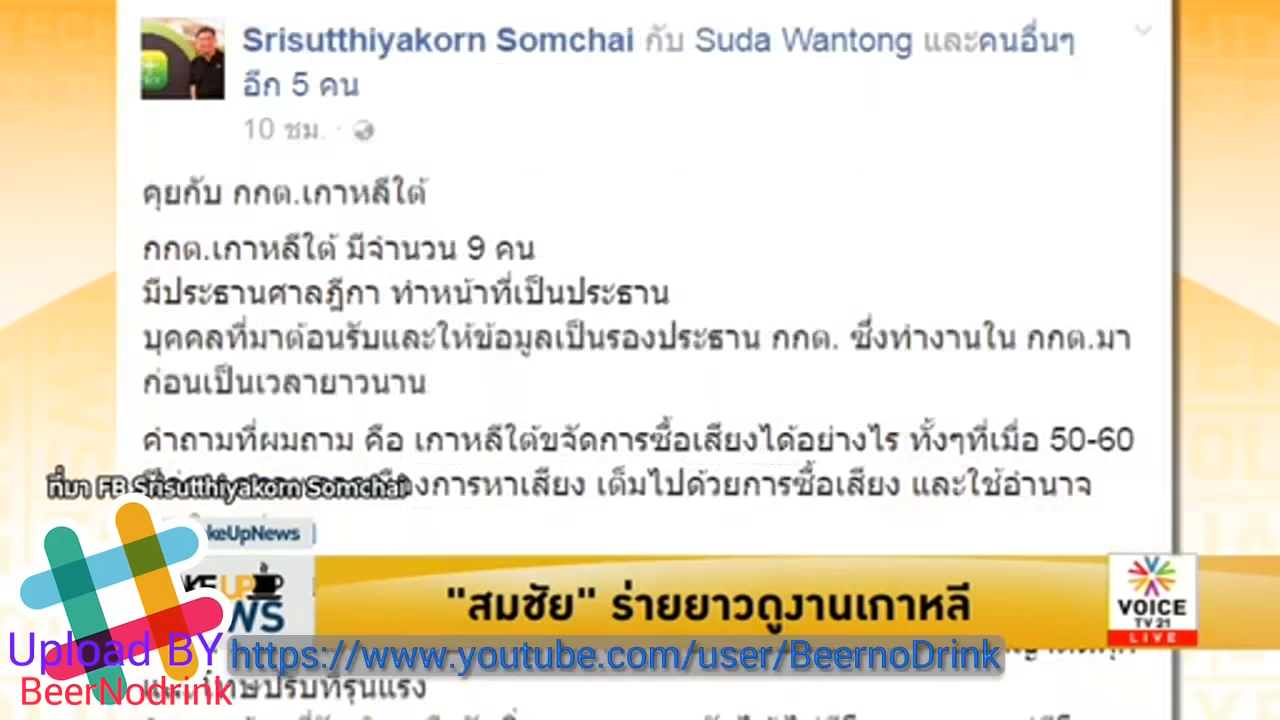 Srisutthiyakorn Somchai กับ Suda Wantong และคนอื่นๆ
อีก 5 คน
10 ชม.
คุยกับ กกต.เกาหลีใต้
กกต.เกาหลีใต้ มีจำนวน 9 คน
มีประธานศาลฎีกา ทำหน้าที่เป็นประธาน
บุคคลที่มาต้อนรับและให้ข้อมูลเป็นรองประธาน กกต. ซึ่งทำงานใน กกต.มา
ก่อนเป็นเวลายาวนาน
คำถามที่ผมถาม คือ เกาหลีใต้ขจัดการซื้อเสียงได้อย่างไร ทั้งๆที่เมื่อ 50-60
การหาเสียง เต็มไปด้วยการซื้อเสียง และใช้อำนาจ
ที่มา FB Srisutthiyakorn Somchai
keUpNews
KE UP
WS
"สมชัย" ร่ายยาวดูงานเกาหลี
VOICE
TV 21
LIVE
Upload BY
BeerNodrink
https://www.youtube.com/user/BeernoDrink
ปรับที่รุนแรง